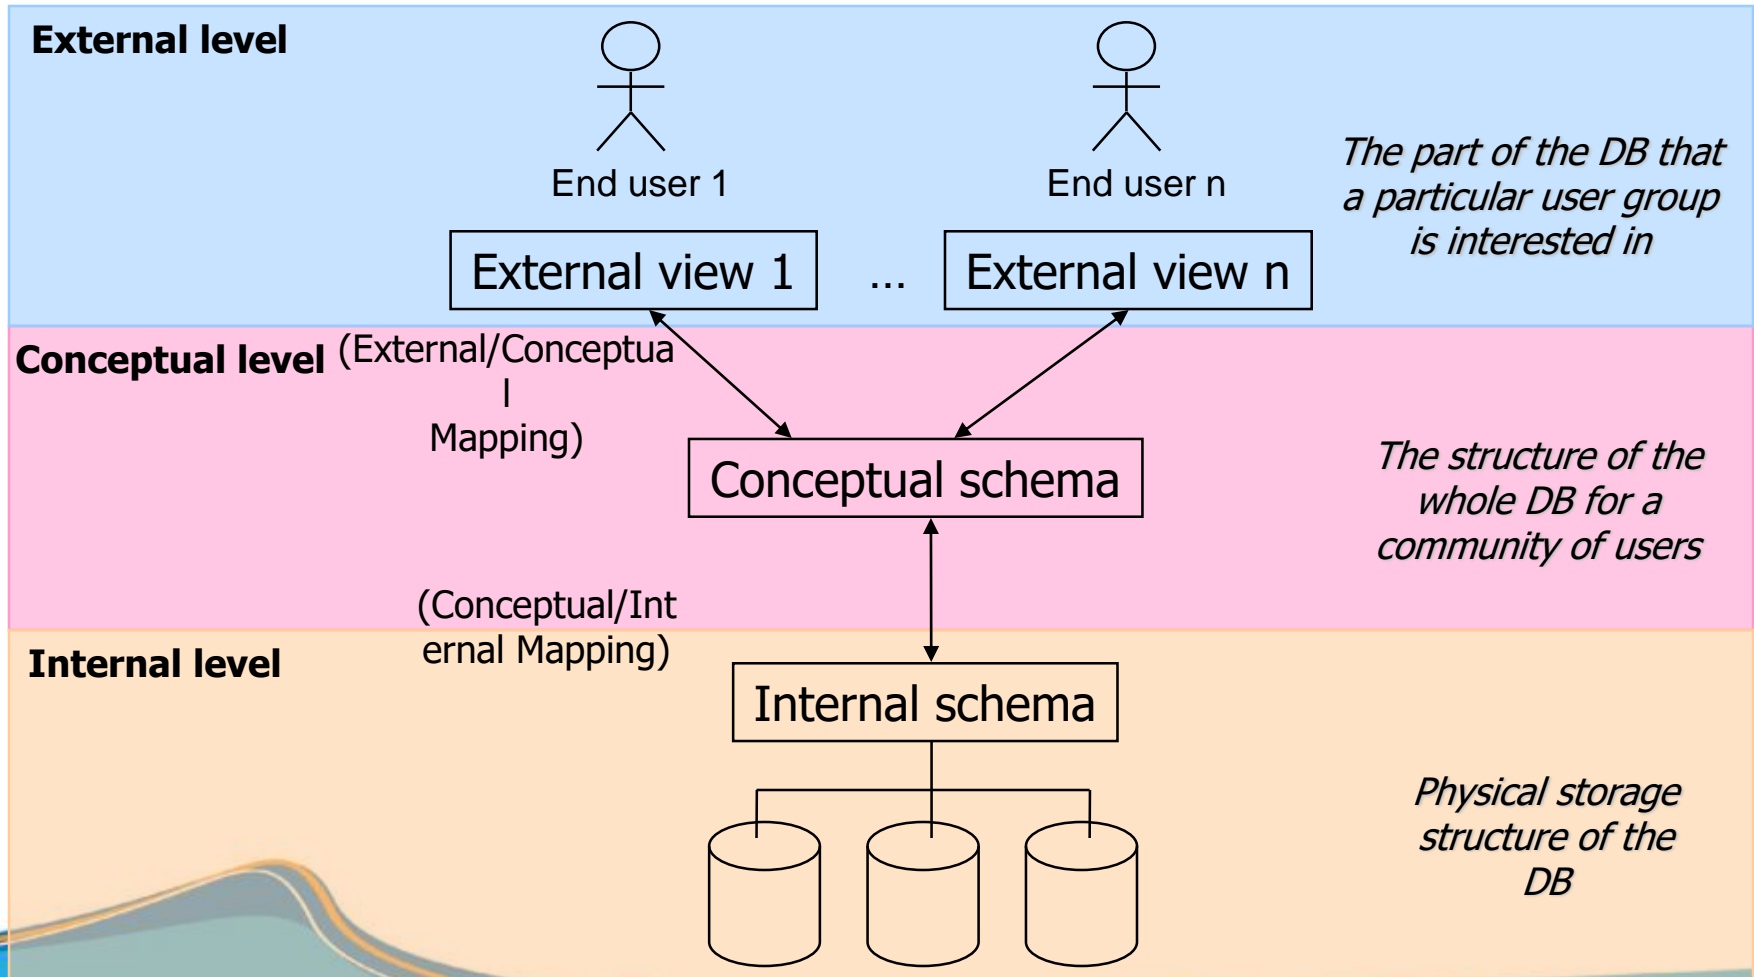 External level
End user 1
End user n
The part of the DB that
a particular user group
is interested in
External view 1
...
External view n
Conceptual level
(External/Conceptua
l
Mapping)
Conceptual schema
The structure of the
whole DB for a
community of users
(Conceptual/Int
ernal Mapping)
Internal level
Internal schema
Physical storage
structure of the
DB